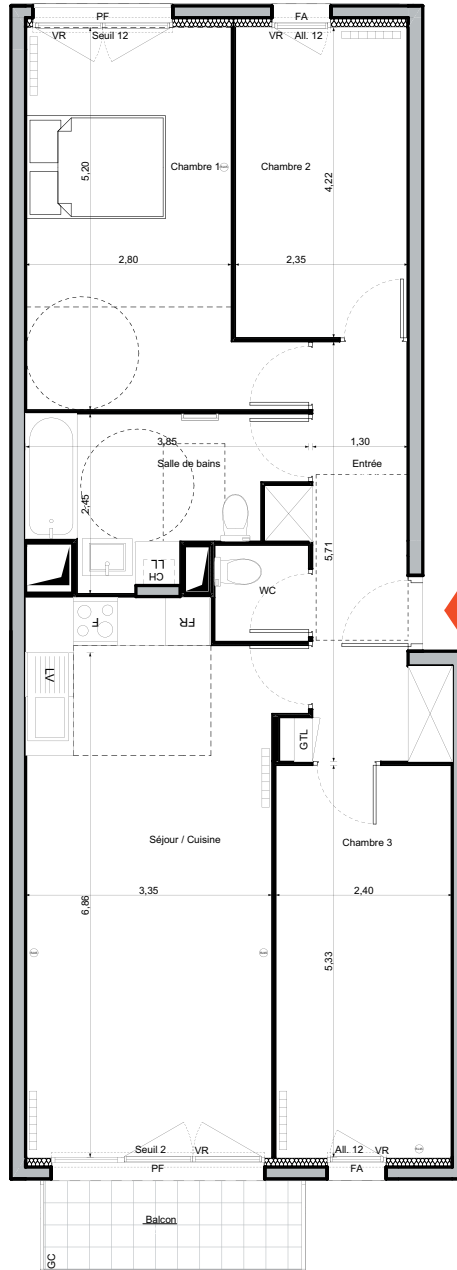 PF
FA
VR
Seuil 12
VR
All. 12
5,20
Chambre 1
Chambre 2
4,22
2,80
2,35
3,85
1,30
Salle de bains
Entrée
2,45
5,71
LL
CH
WC
F
FR
LV
GTL
Séjour / Cuisine
Chambre 3
3,35
2,40
6,86
5,33
Seuil 2
VR
All. 12
VR
PF
FA
Balcon
GC